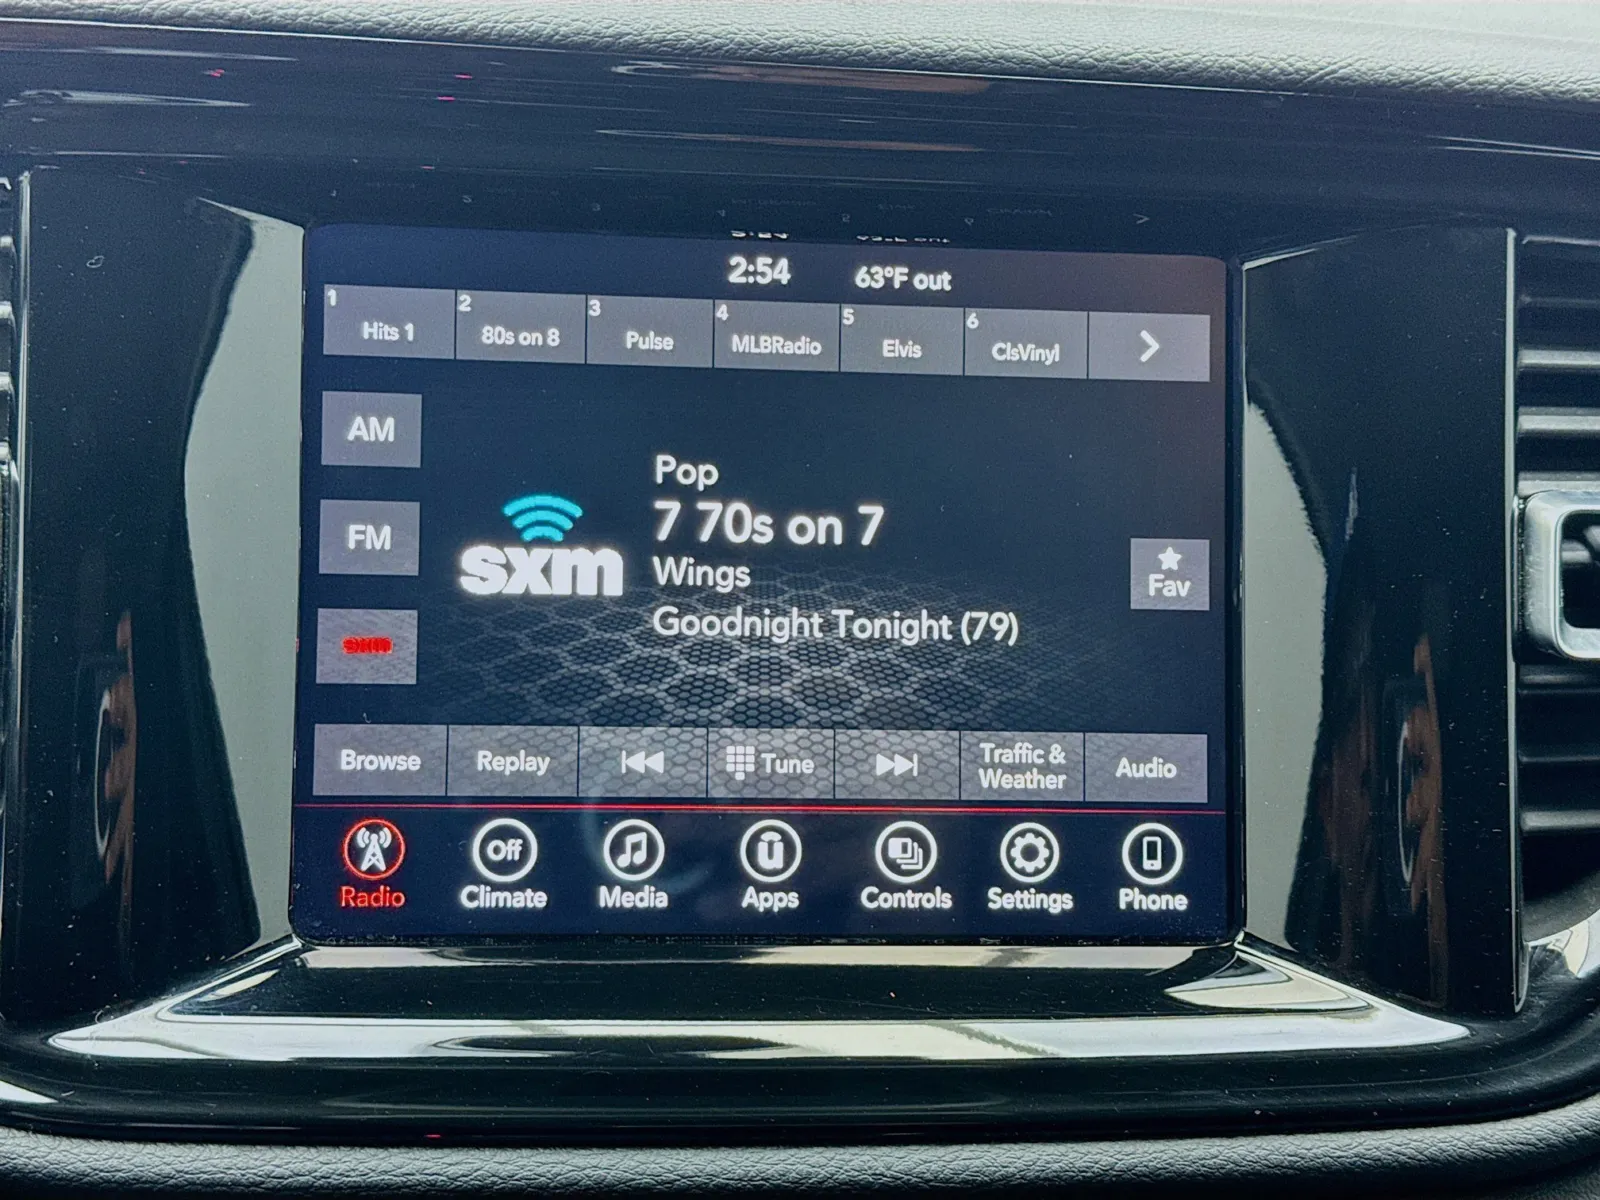 2:54 63°F out
1 Hits 1
2 80s on 8
3 Pulse
4 MLBRadio
5 Elvis
6 ClsVinyl
AM
FM
sxm
sxm
Pop
7 70s on 7
Wings
Goodnight Tonight (79)
Fav
Browse
Replay
Tune
Traffic &
Weather
Audio
Radio
Off
Climate
Media
Apps
Controls
Settings
Phone